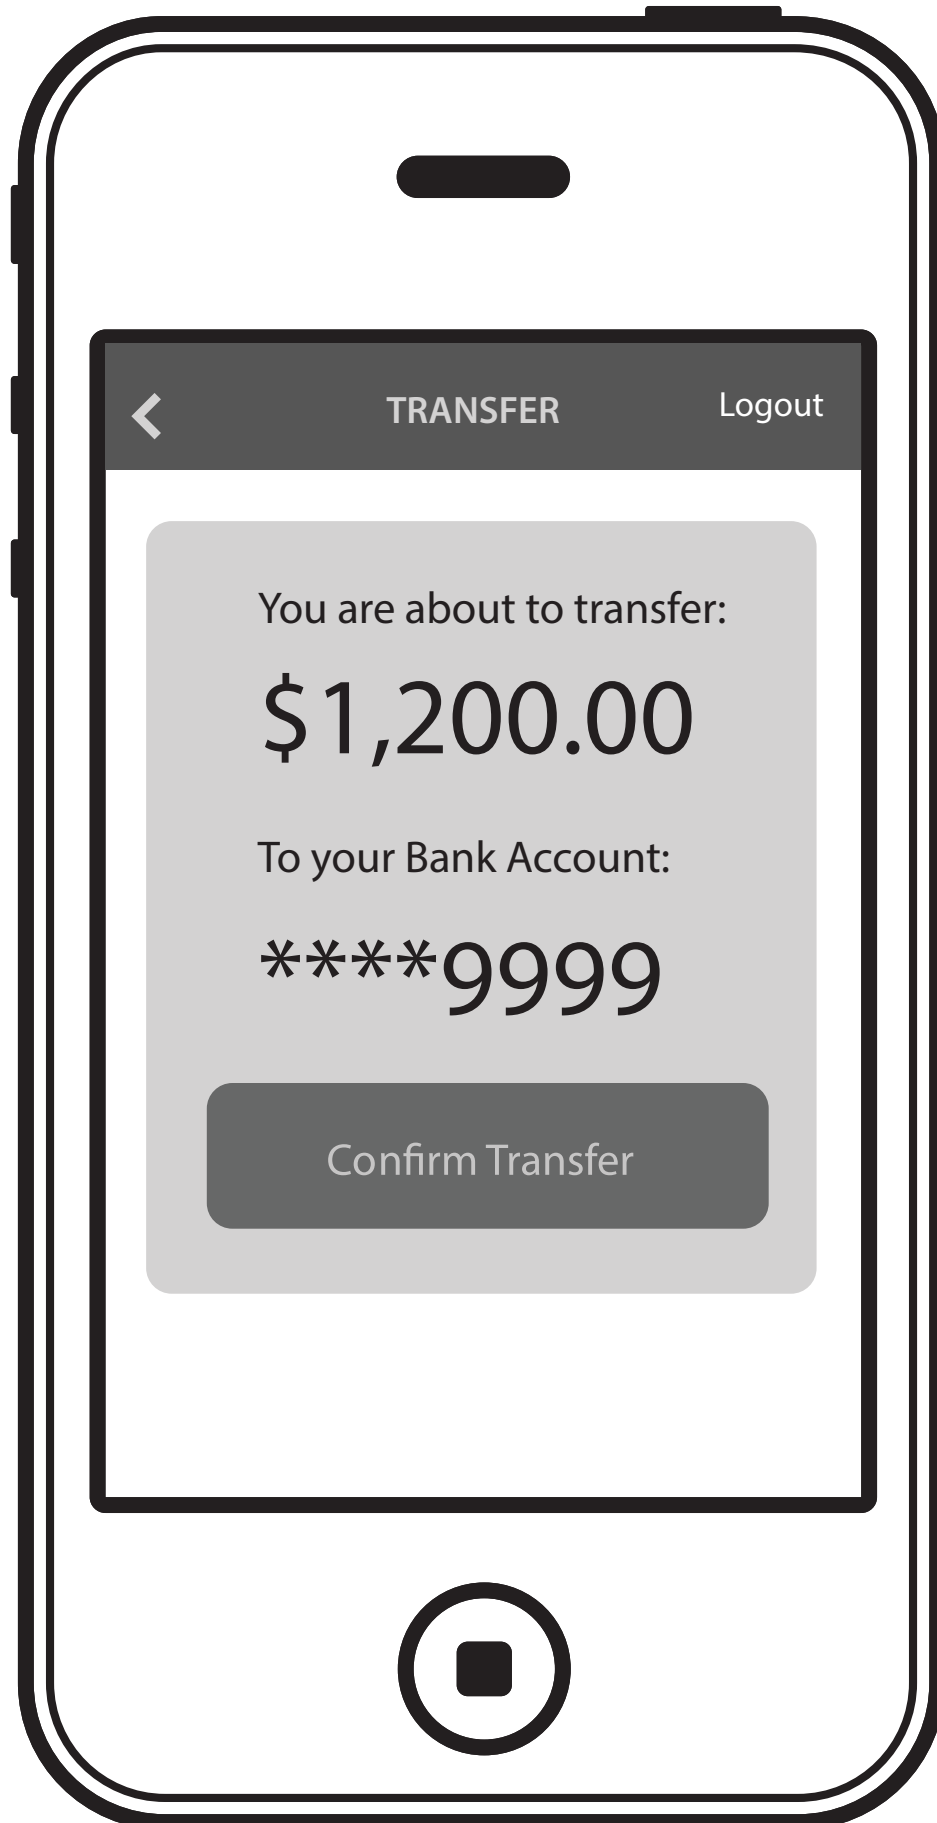 TRANSFER Logout
You are about to transfer:
$1,200.00
To your Bank Account:
****9999
Confirm Transfer